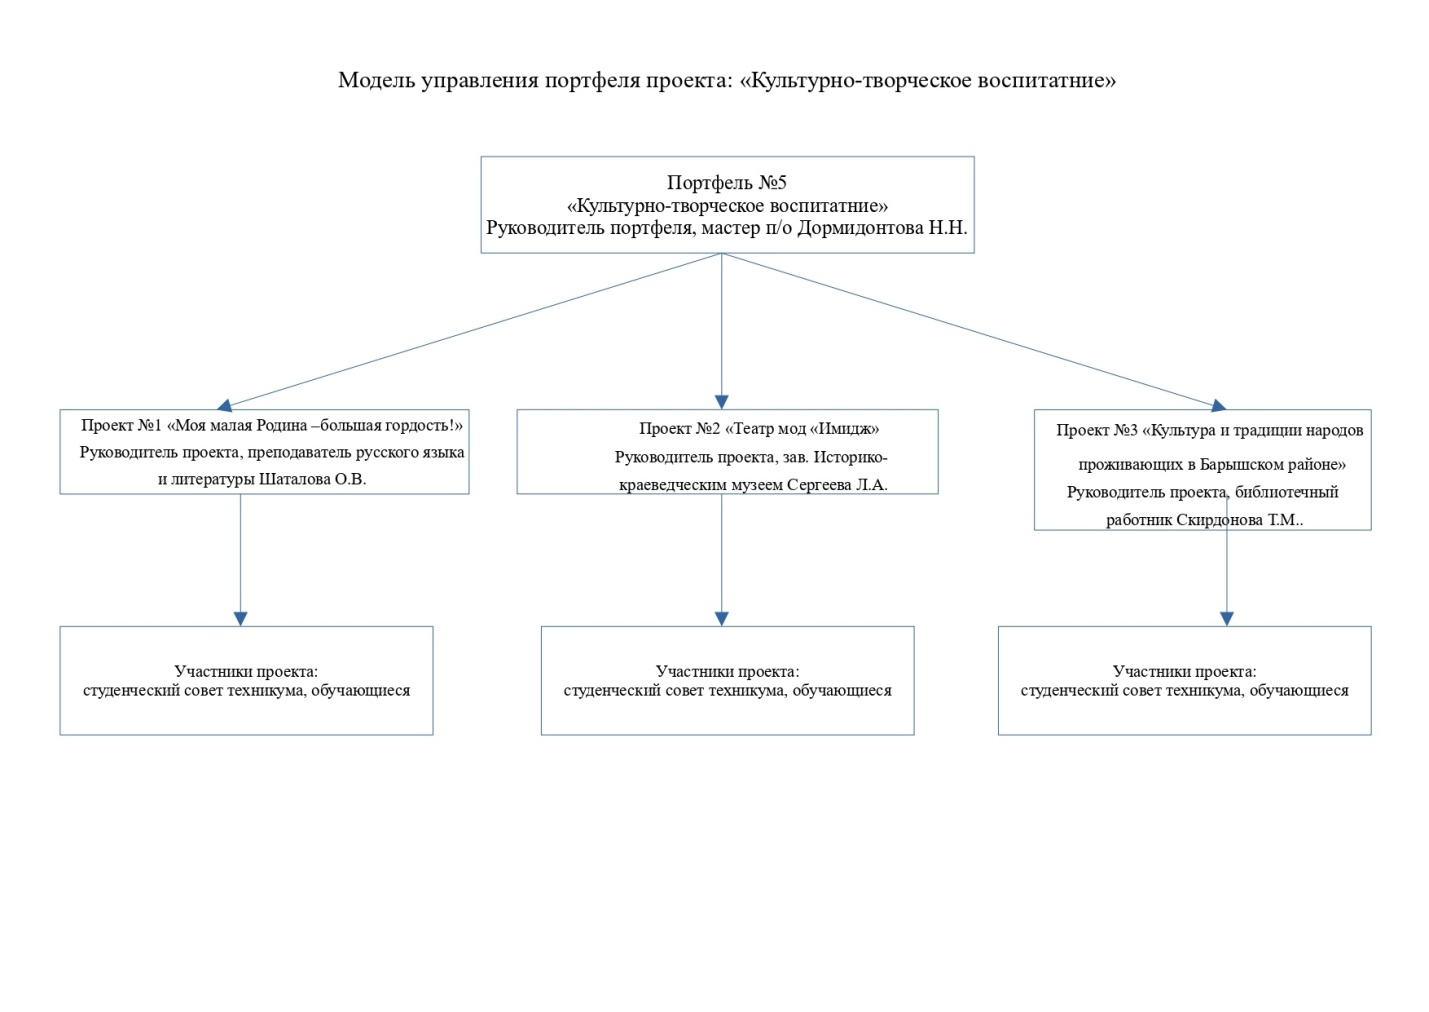 Модель управления портфеля проекта: «Культурно-творческое воспитатние»
Портфель №5
«Культурно-творческое воспитатние»
Руководитель портфеля, мастер п/о Дормидонтова Н.Н.
Проект №1 «Моя малая Родина –большая гордость!»
Руководитель проекта, преподаватель русского языка
и литературы Шаталова О.В.
Проект №2 «Театр мод «Имидж»
Руководитель проекта, зав. Историко-
краеведческим музеем Сергеева Л.А.
Проект №3 «Культура и традиции народов
проживающих в Барышском районе»
Руководитель проекта, библиотечный
работник Скирдонова Т.М..
Участники проекта:
студенческий совет техникума, обучающиеся
Участники проекта:
студенческий совет техникума, обучающиеся
Участники проекта:
студенческий совет техникума, обучающиеся